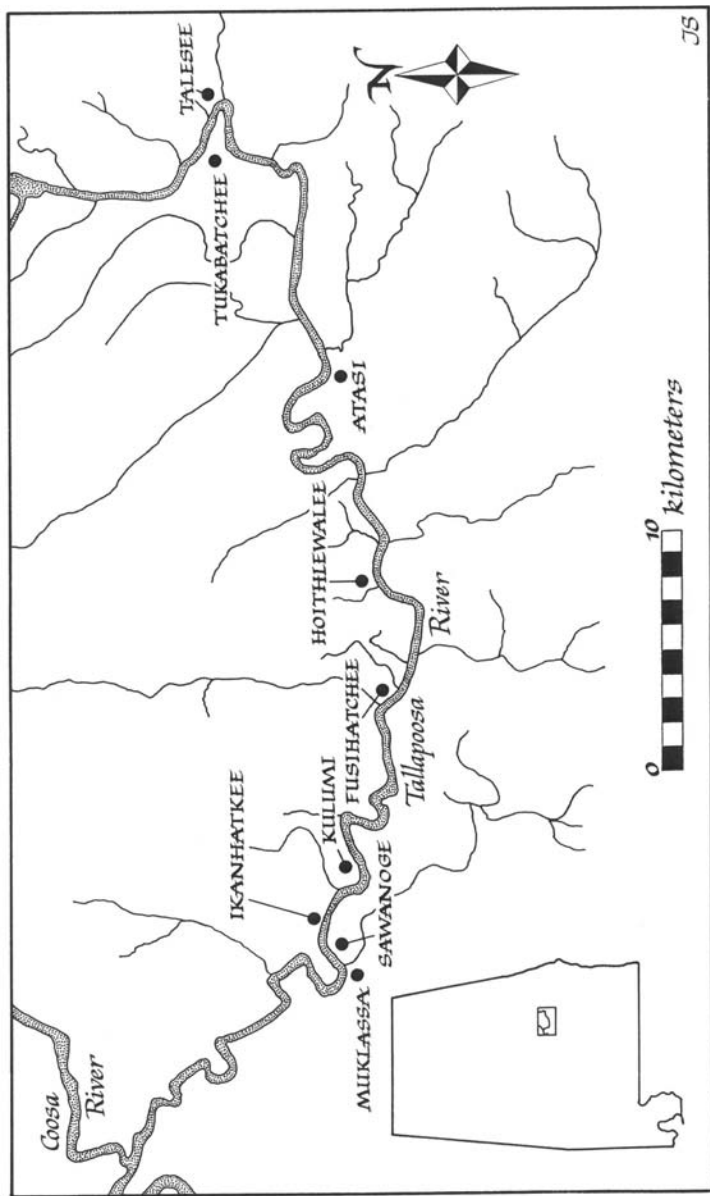 Coosa
River
IKANHATKEE
KULUMI
FUSIHATCHEE
HOITHLEWALEE
TUKABATCHEE
TALESEE
MUKLASSA
SAWANOGE
Tallapoosa
River
ATASI
N
0 10
kilometers
JS